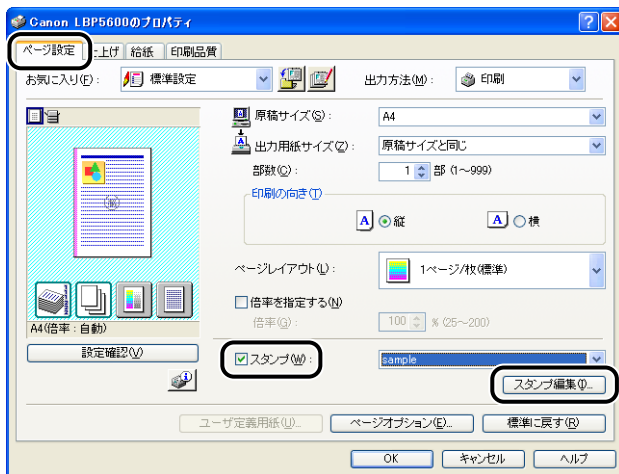 Canon LBP5600のプロパティ
ページ設定 上げ 給紙 印刷品質
お気に入り(F): 標準設定 出力方法(M): 印刷
原稿サイズ(S): A4
出力用紙サイズ(Z): 原稿サイズと同じ
部数(C): 1 部 (1～999)
印刷の向き(T)
A 縦 A 横
ページレイアウト(L): 1ページ/枚(標準)
倍率を指定する(N)
倍率(G): 100 % (25～200)
A4(倍率：自動)
設定確認(V)
スタンプ(W): sample
スタンプ編集(I)...
ユーザ定義用紙(U)... ページオプション(E)... 標準に戻す(R)
OK キャンセル ヘルプ